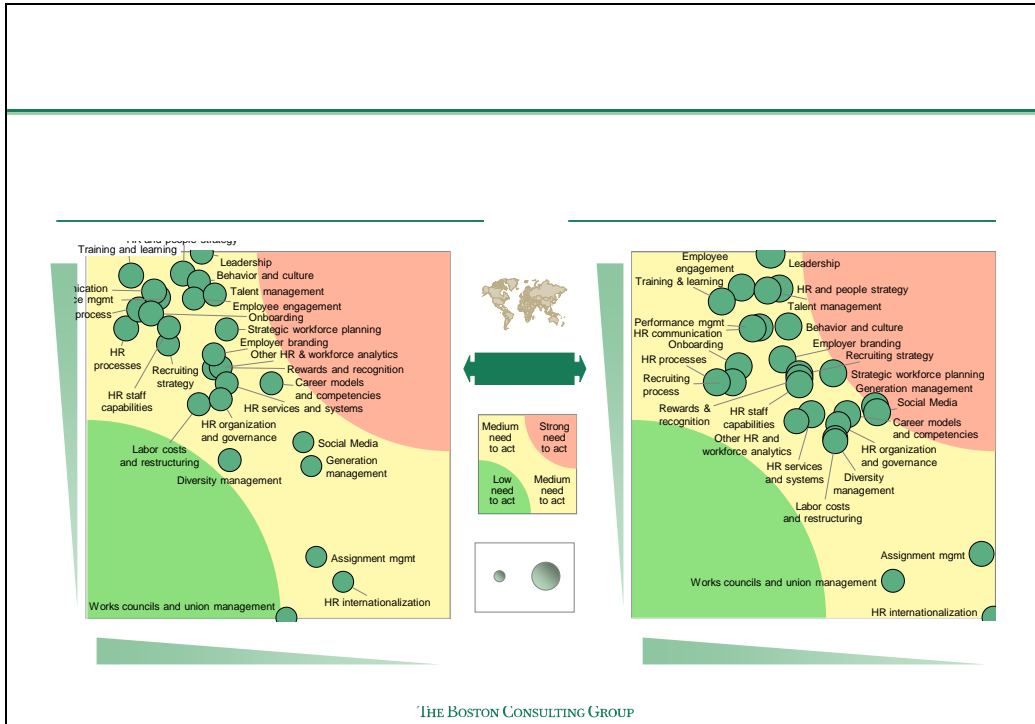 HR and people strategy
Training and learning
Leadership
Behavior and culture
Talent management
Employee engagement
Onboarding
Strategic workforce planning
Employer branding
Other HR & workforce analytics
Rewards and recognition
Career models
and competencies
HR services and systems
HR organization
and governance
nication
ce mgmt
process
HR
processes
Recruiting
strategy
HR staff
capabilities
Labor costs
and restructuring
Diversity management
Social Media
Generation
management
Assignment mgmt
HR internationalization
Works councils and union management
Medium
need
to act
Strong
need
to act
Low
need
to act
Medium
need
to act
Employee
engagement
Leadership
Training & learning
HR and people strategy
Talent management
Performance mgmt
HR communication
Behavior and culture
Onboarding
Employer branding
HR processes
Recruiting strategy
Recruiting
process
Strategic workforce planning
Generation management
Social Media
Rewards &
recognition
HR staff
capabilities
Career models
and competencies
Other HR and
workforce analytics
HR organization
and governance
HR services
and systems
Diversity
management
Labor costs
and restructuring
Assignment mgmt
Works councils and union management
HR internationalization
THE BOSTON CONSULTING GROUP